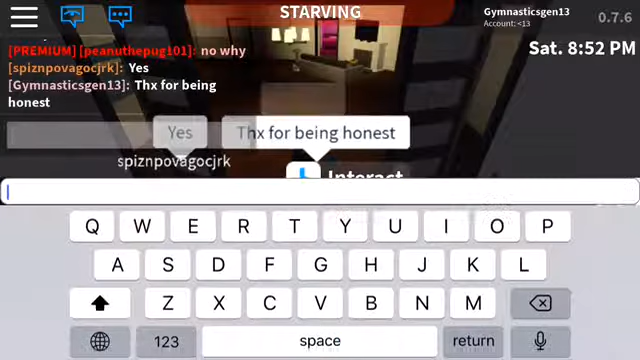 STARVING
Gymnasticsgen13
Account: <13
0.7.6
Sat. 8:52 PM
[PREMIUM] [peanuthepug101]: no why
[spiznpovagocjrk]: Yes
[Gymnasticsgen13]: Thx for being
honest
Yes
Thx for being honest
spiznpovagocjrk
Interact
Q W E R T Y U I O P
A S D F G H J K L
Z X C V B N M
123 space return